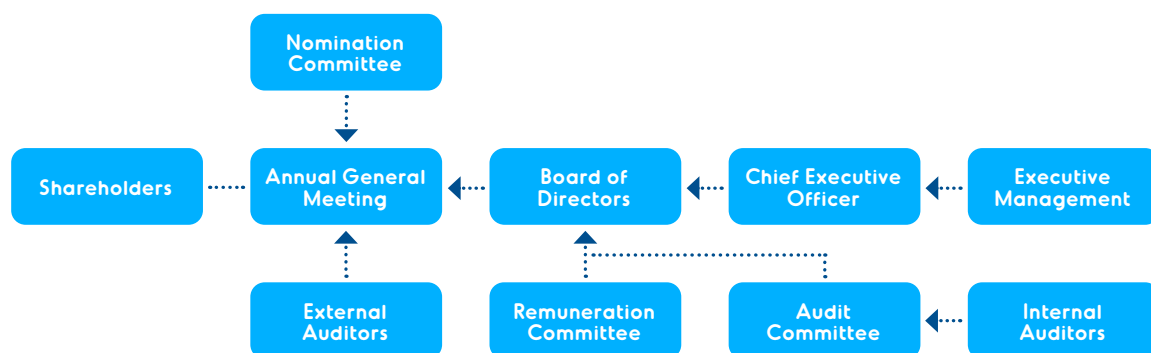 Nomination
Committee
Shareholders
Annual General
Meeting
Board of
Directors
Chief Executive
Officer
Executive
Management
External
Auditors
Remuneration
Committee
Audit
Committee
Internal
Auditors